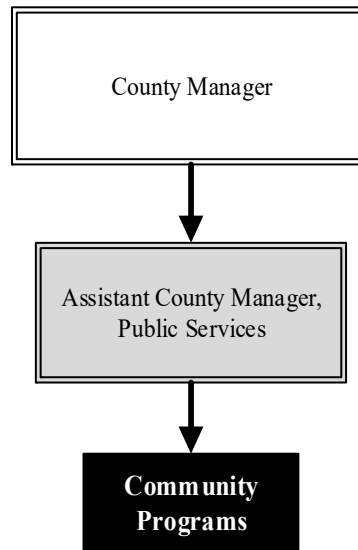 County Manager
Assistant County Manager,
Public Services
Community
Programs